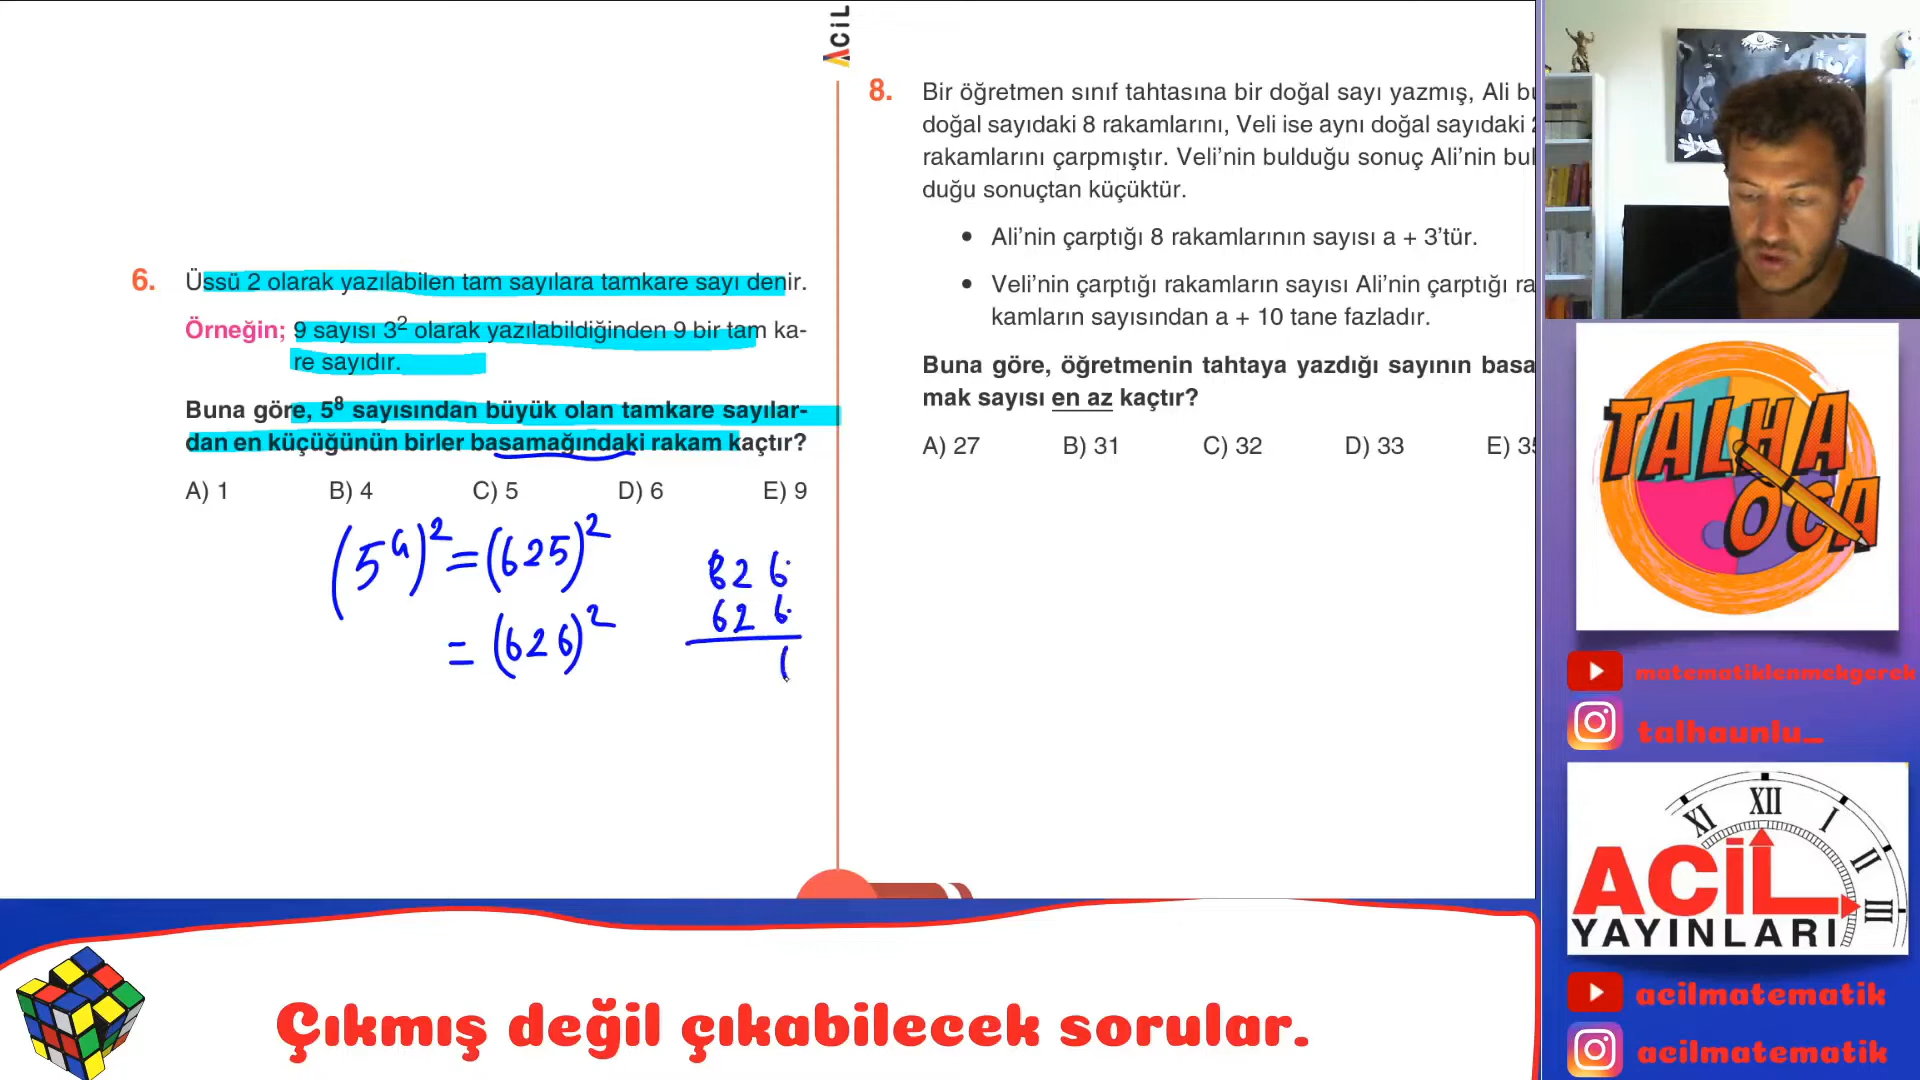 ACİL
6. Üssü 2 olarak yazılabilen tam sayılara tamkare sayı denir.
Örneğin; 9 sayısı 3² olarak yazılabildiğinden 9 bir tam ka-
re sayıdır.
Buna göre, 5⁸ sayısından büyük olan tamkare sayılar-
dan en küçüğünün birler basamağındaki rakam kaçtır?
A) 1 B) 4 C) 5 D) 6 E) 9
(5⁴)² = (625)²
= (626)²
626
626
8. Bir öğretmen sınıf tahtasına bir doğal sayı yazmış, Ali bu
doğal sayıdaki 8 rakamlarını, Veli ise aynı doğal sayıdaki 2
rakamlarını çarpmıştır. Veli’nin bulduğu sonuç Ali’nin bul
duğu sonuçtan küçüktür.
• Ali’nin çarptığı 8 rakamlarının sayısı a + 3’tür.
• Veli’nin çarptığı rakamların sayısı Ali’nin çarptığı ra
kamların sayısından a + 10 tane fazladır.
Buna göre, öğretmenin tahtaya yazdığı sayının basa
mak sayısı en az kaçtır?
A) 27 B) 31 C) 32 D) 33 E) 35
TALHA
OCA
matematiklenmekgerek
talhaunlu_
XI XII I II III
ACİL
YAYINLARI
acilmatematik
acilmatematik
Çıkmış değil çıkabilecek sorular.